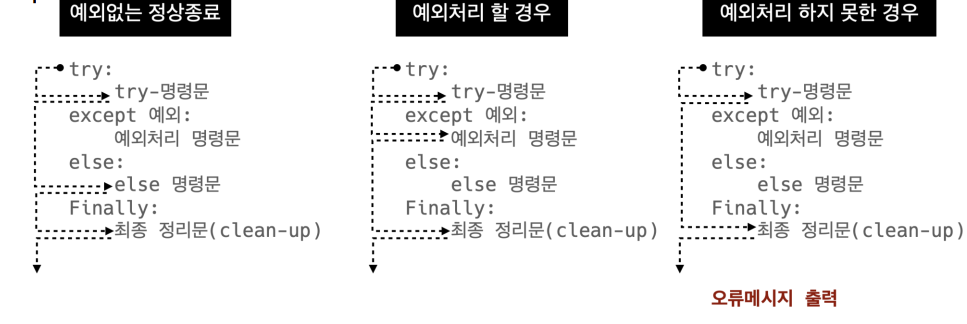 예외없는 정상종료
try:
try-명령문
except 예외:
예외처리 명령문
else:
else 명령문
Finally:
최종 정리문(clean-up)
예외처리 할 경우
try:
try-명령문
except 예외:
예외처리 명령문
else:
else 명령문
Finally:
최종 정리문(clean-up)
예외처리 하지 못한 경우
try:
try-명령문
except 예외:
예외처리 명령문
else:
else 명령문
Finally:
최종 정리문(clean-up)
오류메시지 출력